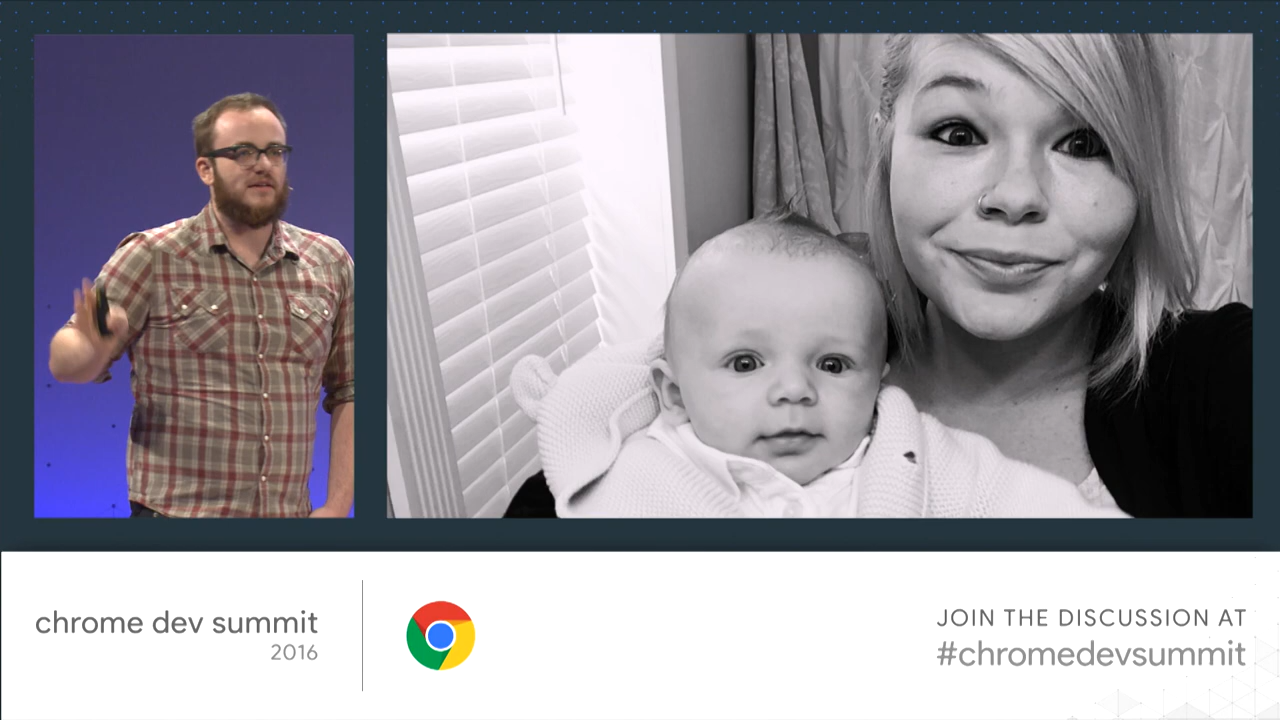 chrome dev summit
2016
JOIN THE DISCUSSION AT
#chromedevsummit